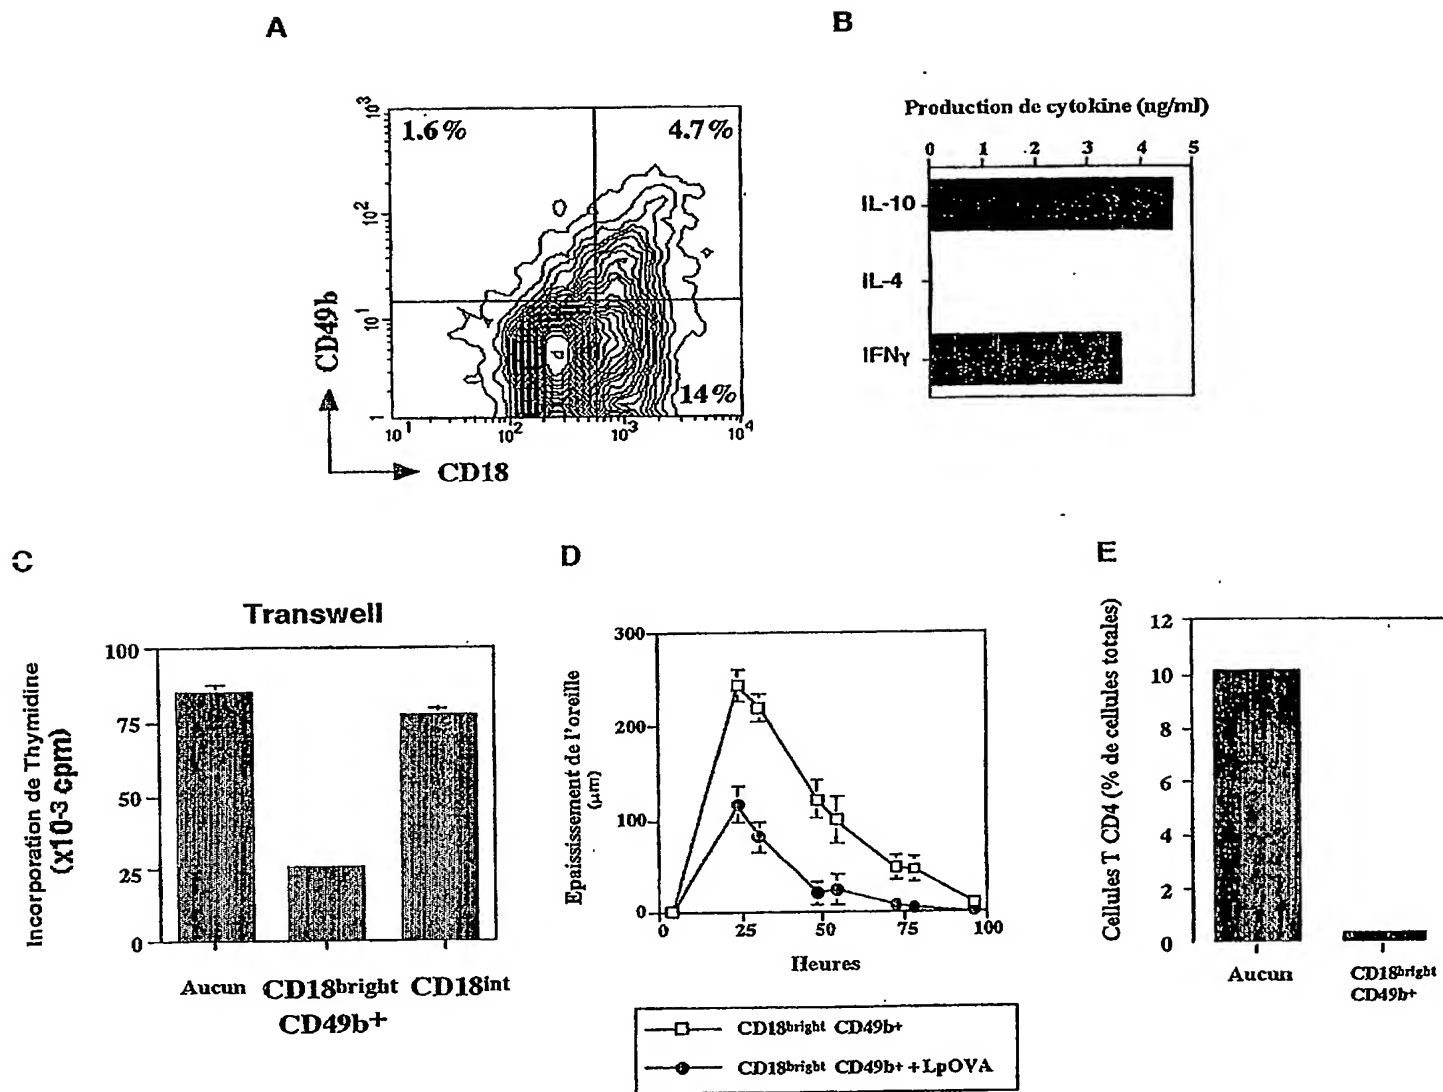 A
10³
10²
10¹
1
1.6%
4.7%
14%
10¹ 10² 10³ 10⁴
CD49b
CD18
B
Production de cytokine (ng/ml)
0 1 2 3 4 5
IL-10
IL-4
IFNγ
C
Transwell
Incorporation de Thymidine
(x10-3 cpm)
100
75
50
25
0
Aucun
CD18bright
CD49b+
CD18int
D
Epaississement de l'oreille
(μm)
300
200
100
0
0 25 50 75 100
Heures
CD18bright CD49b+
CD18bright CD49b+ +LpOVA
E
Cellules T CD4 (% de cellules totales)
12
10
8
6
4
2
0
Aucun
CD18bright
CD49b+